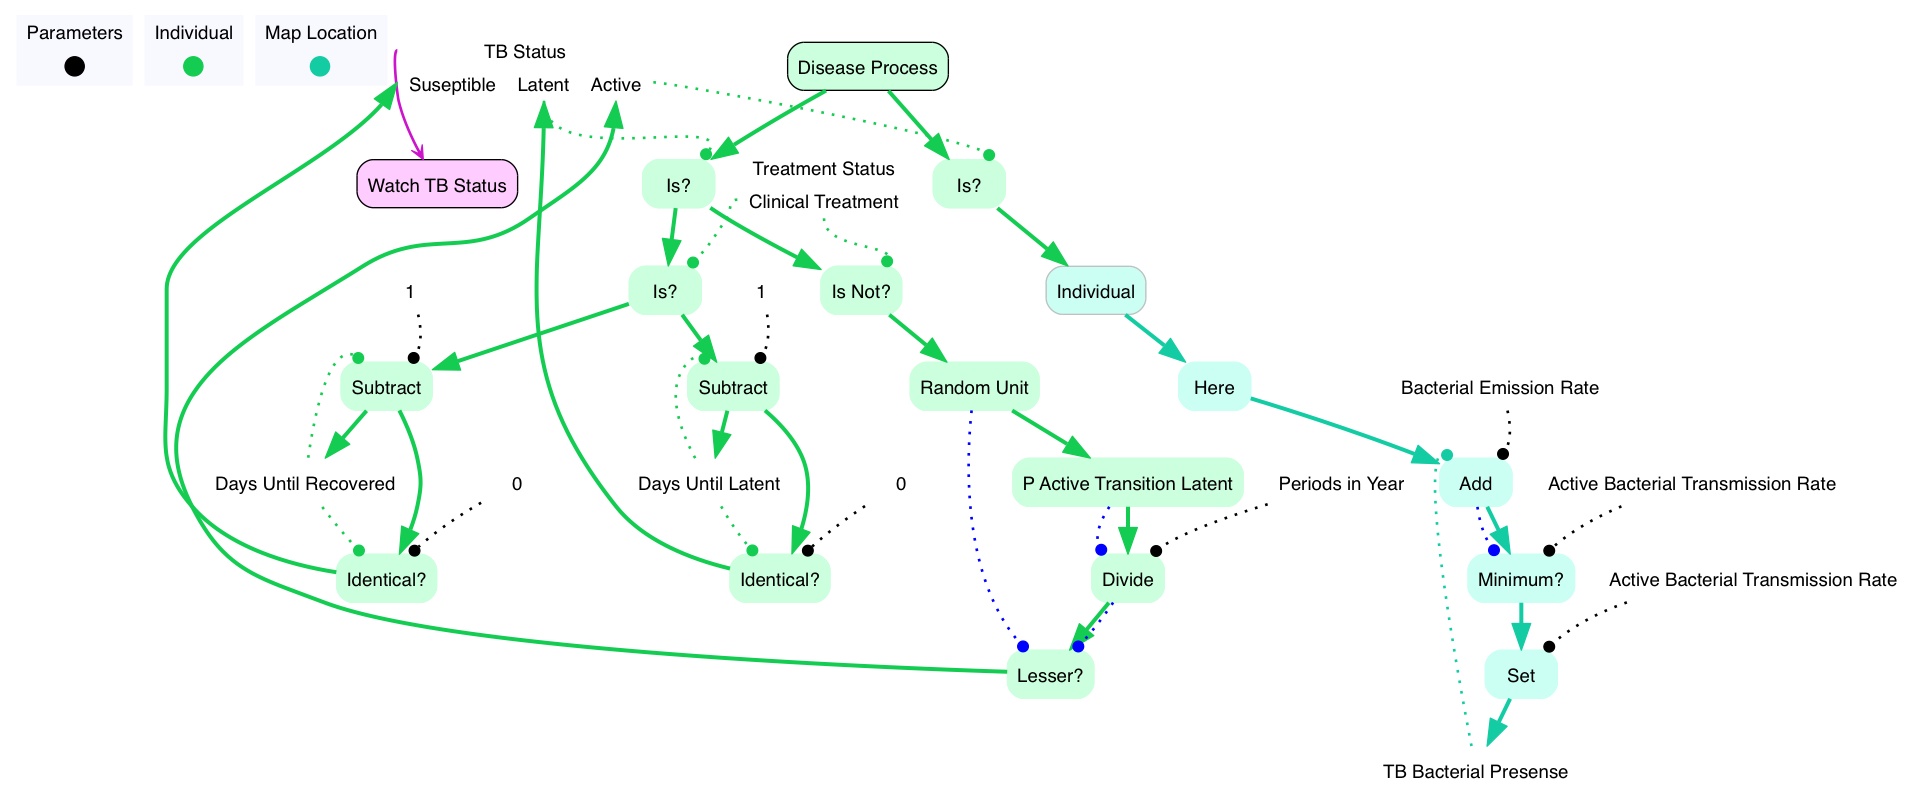 Parameters
Individual
Map Location
TB Status
Suseptible Latent Active
Disease Process
Watch TB Status
Is?
Treatment Status
Clinical Treatment
Is?
1
Is?
1
Is Not?
Individual
Subtract
Subtract
Random Unit
Here
Bacterial Emission Rate
Days Until Recovered
0
Days Until Latent
0
P Active Transition Latent
Periods in Year
Add
Active Bacterial Transmission Rate
Identical?
Identical?
Divide
Minimum?
Active Bacterial Transmission Rate
Lesser?
Set
TB Bacterial Presense